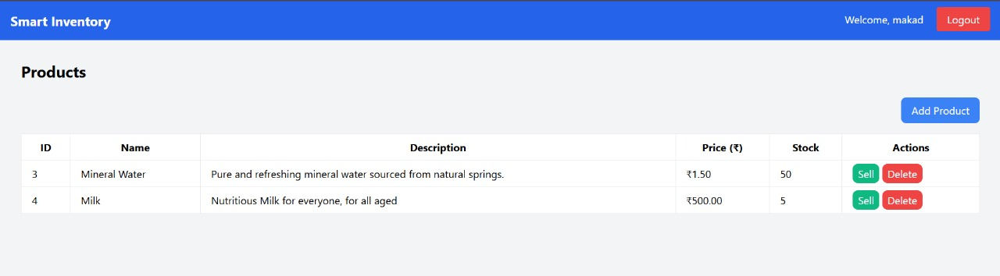 Smart Inventory Welcome, makad Logout
Products
Add Product
ID Name Description Price (₹) Stock Actions
3 Mineral Water Pure and refreshing mineral water sourced from natural springs. ₹1.50 50 Sell Delete
4 Milk Nutritious Milk for everyone, for all aged ₹500.00 5 Sell Delete